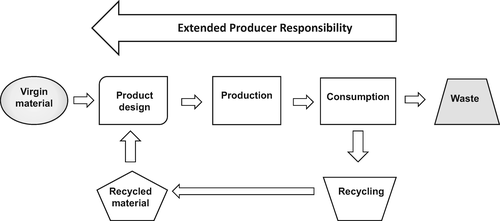 Extended Producer Responsibility
Virgin
material
Product
design
Production
Consumption
Waste
Recycled
material
Recycling